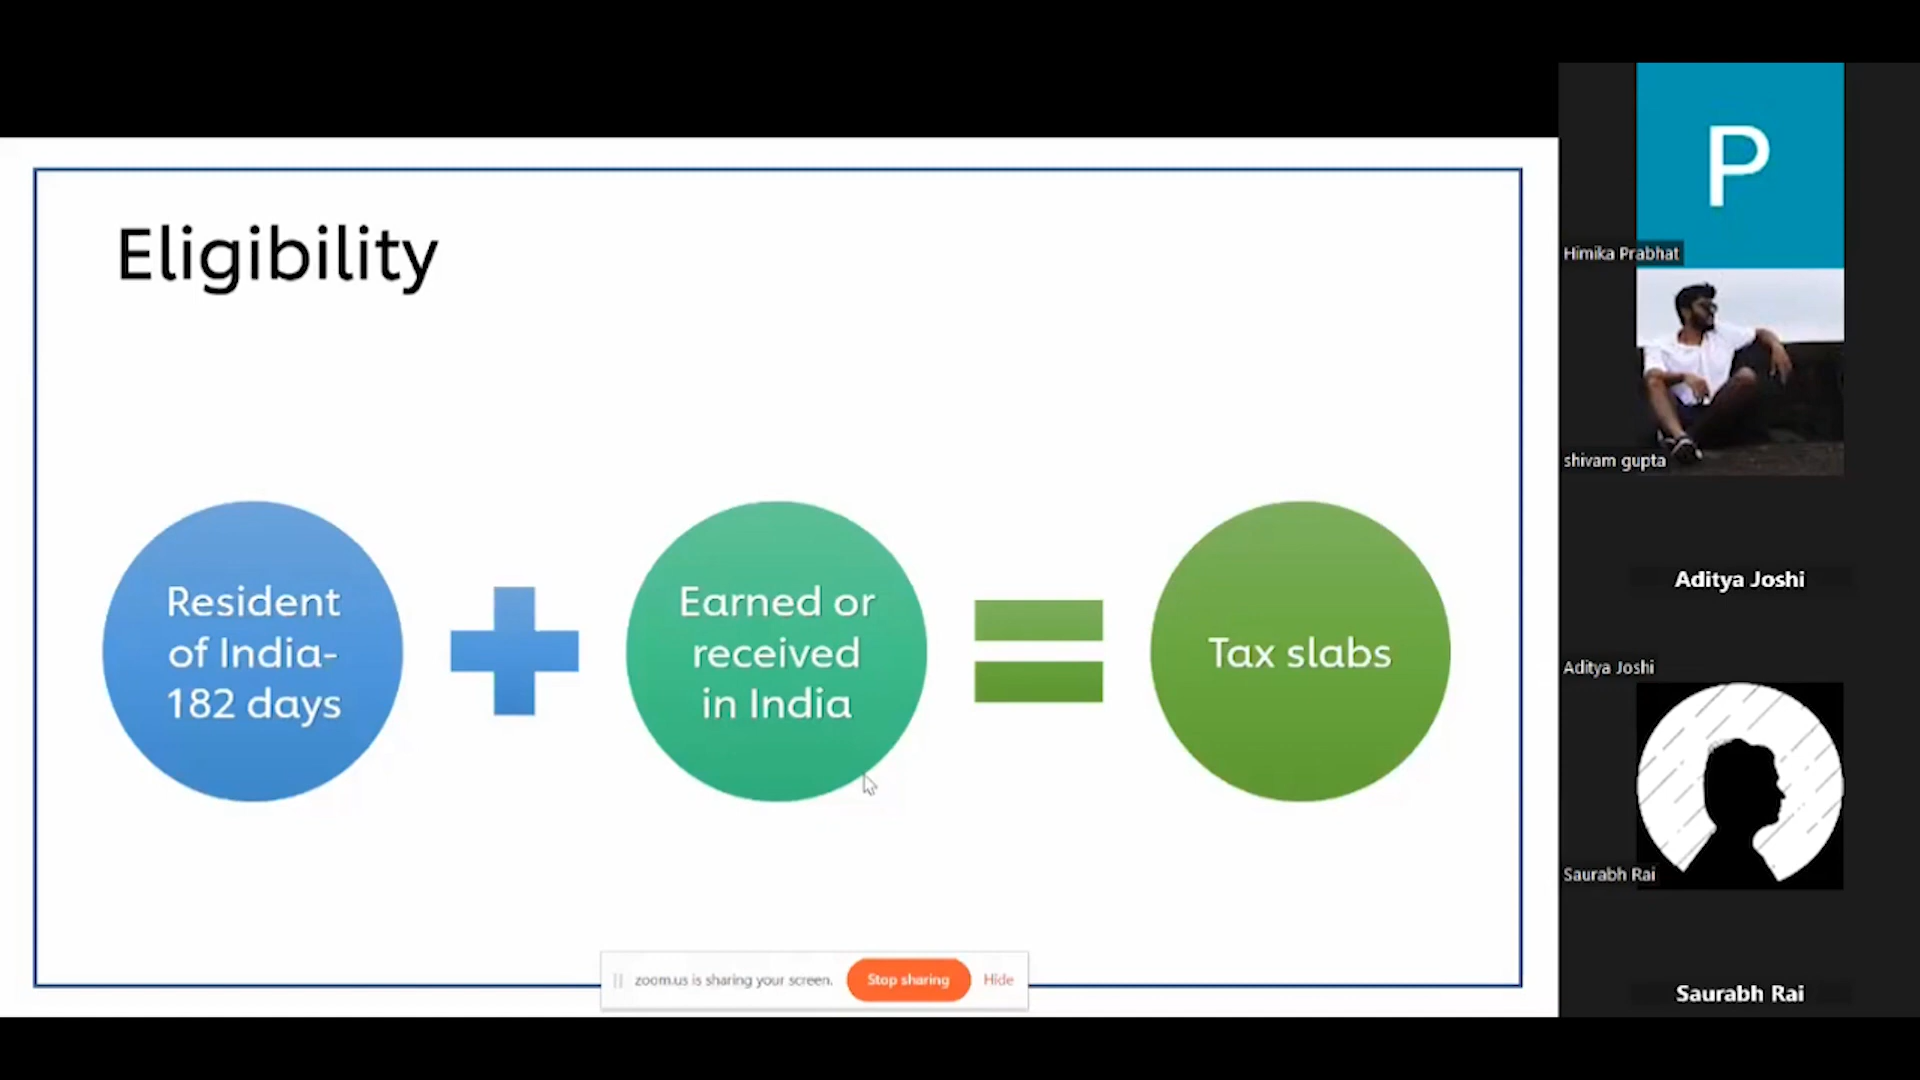 Eligibility
Resident
of India-
182 days
Earned or
received
in India
Tax slabs
zoom.us is sharing your screen.
Stop sharing
Hide
P
Himika Prabhat
shivam gupta
Aditya Joshi
Aditya Joshi
Saurabh Rai
Saurabh Rai